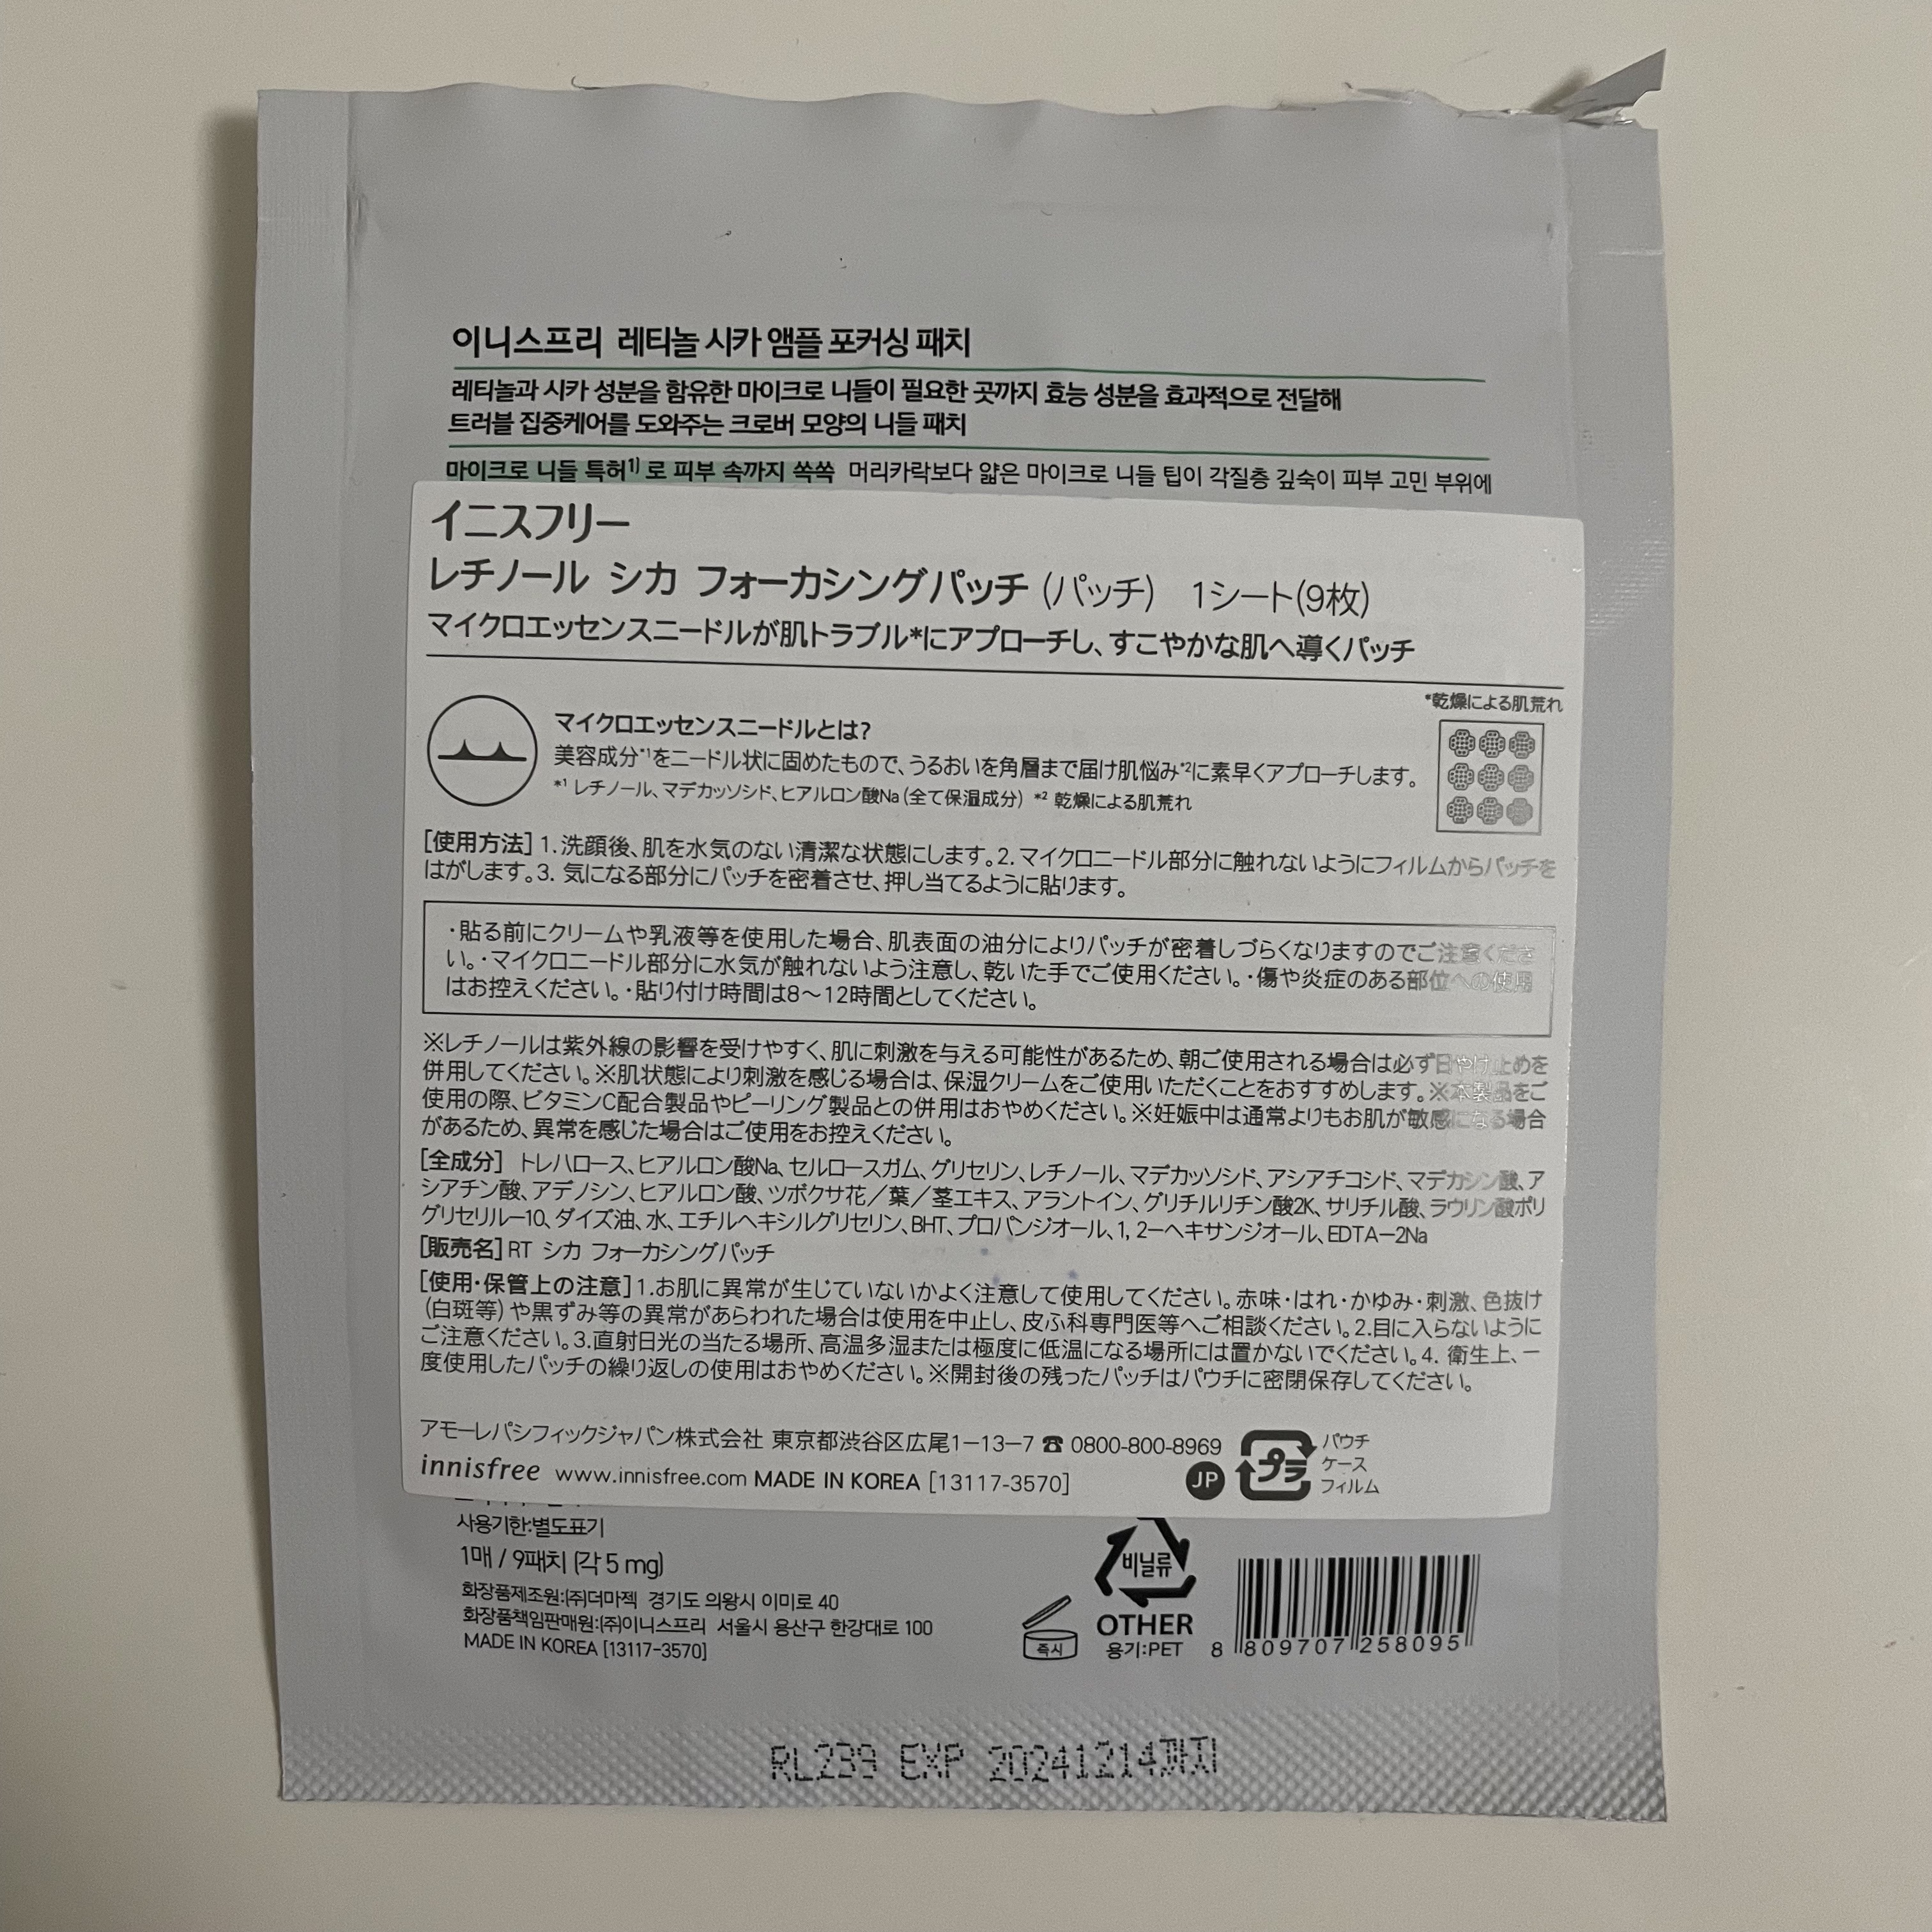 이니스프리 레티놀 시카 앰플 포커싱 패치
레티놀과 시카 성분을 함유한 마이크로 니들이 필요한 곳까지 효능 성분을 효과적으로 전달해
트러블 집중케어를 도와주는 크로버 모양의 니들 패치
마이크로 니들 특허1) 로 피부 속까지 쏙쏙 머리카락보다 얇은 마이크로 니들 팁이 각질층 깊숙이 피부 고민 부위에
イニスフリー
レチノール シカ フォーカシングパッチ (パッチ) 1シート(9枚)
マイクロエッセンスニードルが肌トラブル*にアプローチし、すこやかな肌へ導くパッチ
*乾燥による肌荒れ
マイクロエッセンスニードルとは?
美容成分*1をニードル状に固めたもので、うるおいを角層まで届け肌悩み*2に素早くアプローチします。
*1 レチノール、マデカッソシド、ヒアルロン酸Na (全て保湿成分) *2 乾燥による肌荒れ
[使用方法] 1. 洗顔後、肌を水気のない清潔な状態にします。2. マイクロニードル部分に触れないようにフィルムからパッチを
はがします。3. 気になる部分にパッチを密着させ、押し当てるように貼ります。
・貼る前にクリームや乳液等を使用した場合、肌表面の油分によりパッチが密着しづらくなりますのでご注意くださ
い。・マイクロニードル部分に水気が触れないよう注意し、乾いた手でご使用ください。・傷や炎症のある部位への使用
はお控えください。・貼り付け時間は8～12時間としてください。
※レチノールは紫外線の影響を受けやすく、肌に刺激を与える可能性があるため、朝ご使用される場合は必ず日やけ止めを
併用してください。※肌状態により刺激を感じる場合は、保湿クリームをご使用いただくことをおすすめします。※本製品をご
使用の際、ビタミンC配合製品やピーリング製品との併用はおやめください。※妊娠中は通常よりもお肌が敏感になる場合
があるため、異常を感じた場合はご使用をお控えください。
[全成分] トレハロース、ヒアルロン酸Na、セルロースガム、グリセリン、レチノール、マデカッソシド、アシアチコシド、マデカシン酸、ア
シアチン酸、アデノシン、ヒアルロン酸、ツボクサ花／葉／茎エキス、アラントイン、グリチルリチン酸2K、サリチル酸、ラウリン酸ポリ
グリセリル−10、ダイズ油、水、エチルヘキシルグリセリン、BHT、プロパンジオール、1, 2−ヘキサンジオール、EDTA−2Na
[販売名] RT シカ フォーカシングパッチ
[使用・保管上の注意] 1.お肌に異常が生じていないかよく注意して使用してください。赤味・はれ・かゆみ・刺激、色抜け
(白斑等) や黒ずみ等の異常があらわれた場合は使用を中止し、皮ふ科専門医等へご相談ください。2.目に入らないように
ご注意ください。3.直射日光の当たる場所、高温多湿または極度に低温になる場所には置かないでください。4. 衛生上、一
度使用したパッチの繰り返しの使用はおやめください。※開封後の残ったパッチはパウチに密閉保存してください。
アモーレパシフィックジャパン株式会社 東京都渋谷区広尾1−13−7 ☎ 0800-800-8969
innisfree www.innisfree.com MADE IN KOREA [13117-3570]
JP
プラ
パウチ
ケース
フィルム
사용기한:별도표기
1매 / 9패치 (각 5 mg)
화장품제조원:(주)더마젝 경기도 의왕시 이미로 40
화장품책임판매원:(주)이니스프리 서울시 용산구 한강대로 100
MADE IN KOREA [13117-3570]
즉시
비닐류
OTHER
용기:PET
8 809707 258095
RL239 EXP 20241214까지